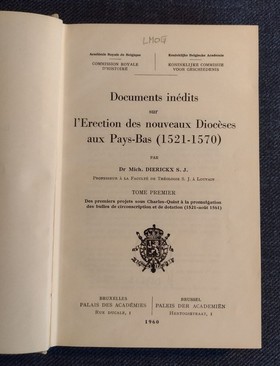 LMOG
Académie Royale de Belgique
COMMISSION ROYALE
D'HISTOIRE
Koninklijke Belgische Academie
KONINKLIJKE COMMISSIE
VOOR GESCHIEDENIS
Documents inédits
sur
l'Erection des nouveaux Diocèses
aux Pays-Bas (1521-1570)
PAR
Dr Mich. DIERICKX S. J.
Professeur à la Faculté de Théologie S. J. à Louvain
TOME PREMIER
Des premiers projets sous Charles-Quint à la promulgation
des bulles de circonscription et de dotation (1521-août 1561)
BRUXELLES
PALAIS DES ACADÉMIES
Rue Ducale, 1
BRUSSEL
PALEIS DER ACADEMIËN
Hertogstraat, 1
1960